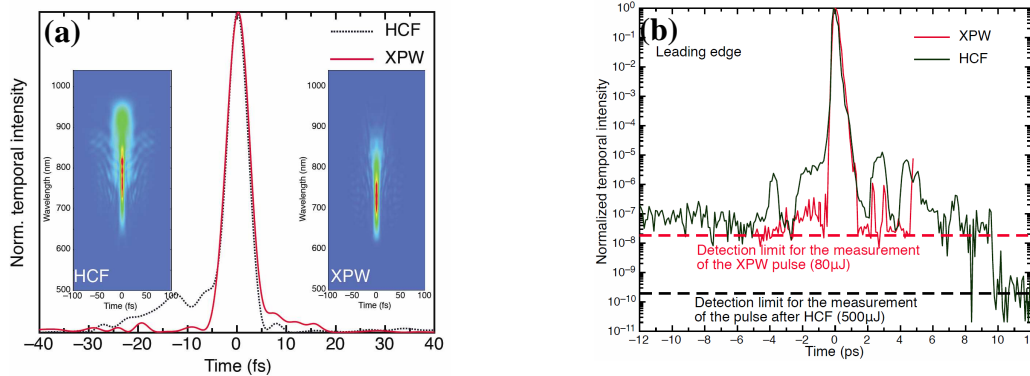 (a)
HCF
XPW
Norm. temporal intensity
1000
900
800
700
600
500
Wavelength (nm)
HCF
−100 −50 0 50 100
Time (fs)
1000
900
800
700
600
500
Wavelength (nm)
XPW
−100 −50 0 50 100
Time (fs)
−40 −30 −20 −10 0 10 20 30 40
Time (fs)
(b)
Leading edge
XPW
HCF
Normalized temporal intensity
10⁰
10⁻¹
10⁻²
10⁻³
10⁻⁴
10⁻⁵
10⁻⁶
10⁻⁷
10⁻⁸
10⁻⁹
10⁻¹⁰
10⁻¹¹
Detection limit for the measurement
of the XPW pulse (80µJ)
Detection limit for the measurement
of the pulse after HCF (500µJ)
−12 −10 −8 −6 −4 −2 0 2 4 6 8 10 12
Time (ps)